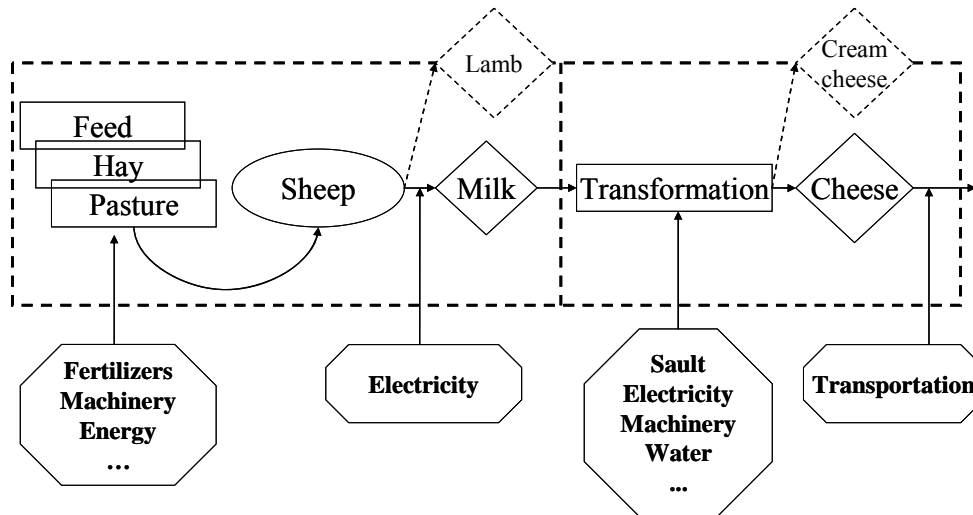 Lamb
Cream
cheese
Feed
Hay
Pasture
Sheep
Milk
Transformation
Cheese
Fertilizers
Machinery
Energy
...
Electricity
Sault
Electricity
Machinery
Water
...
Transportation